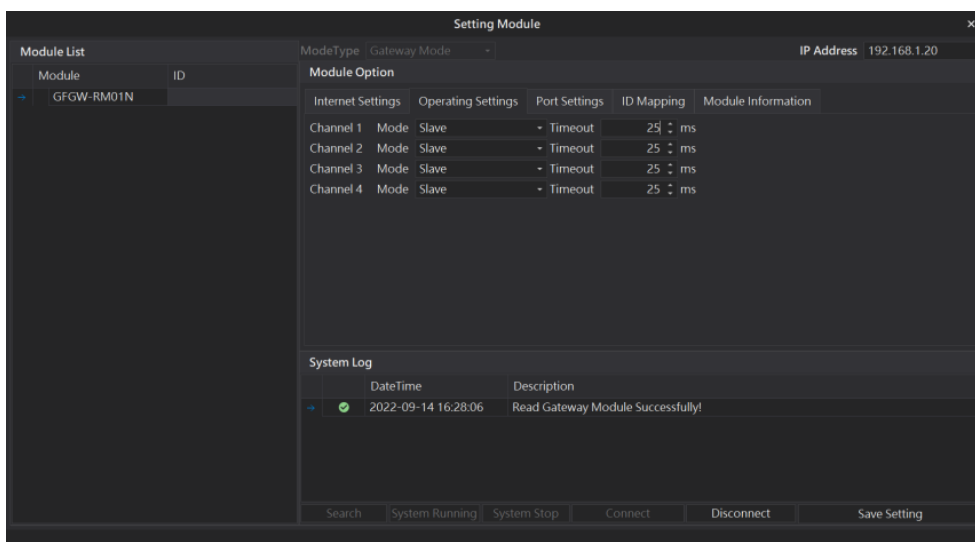 Setting Module ×
Module List
Module ID
GFGW-RM01N
ModeType Gateway Mode IP Address 192.168.1.20
Module Option
Internet Settings Operating Settings Port Settings ID Mapping Module Information
Channel 1 Mode Slave Timeout 25 ms
Channel 2 Mode Slave Timeout 25 ms
Channel 3 Mode Slave Timeout 25 ms
Channel 4 Mode Slave Timeout 25 ms
System Log
DateTime Description
2022-09-14 16:28:06 Read Gateway Module Successfully!
Search System Running System Stop Connect Disconnect Save Setting